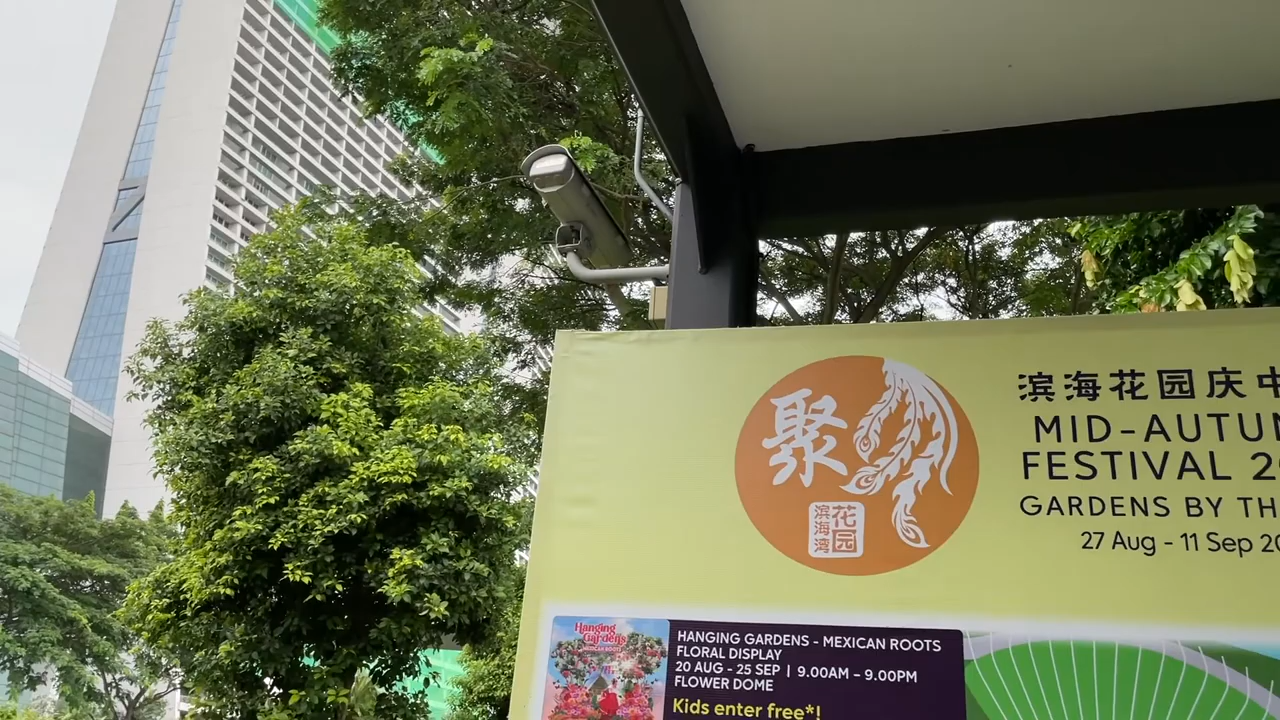 聚
花园
滨海湾
滨海花园庆中
MID-AUTUM
FESTIVAL 2
GARDENS BY TH
27 Aug - 11 Sep 20
Hanging
Gardens
MEXICAN ROOTS
HANGING GARDENS - MEXICAN ROOTS
FLORAL DISPLAY
20 AUG - 25 SEP | 9.00AM – 9.00PM
FLOWER DOME
Kids enter free*!